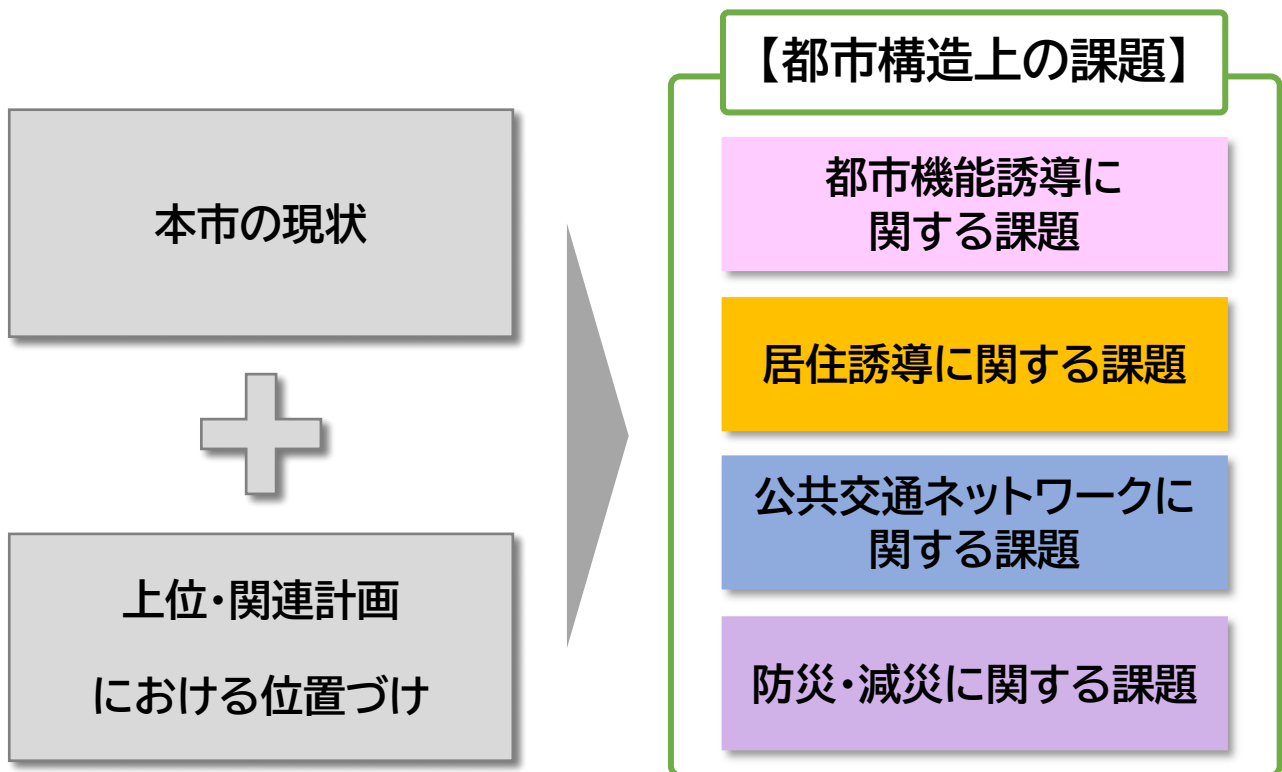 本市の現状
上位・関連計画
における位置づけ
【都市構造上の課題】
都市機能誘導に
関する課題
居住誘導に関する課題
公共交通ネットワークに
関する課題
防災・減災に関する課題